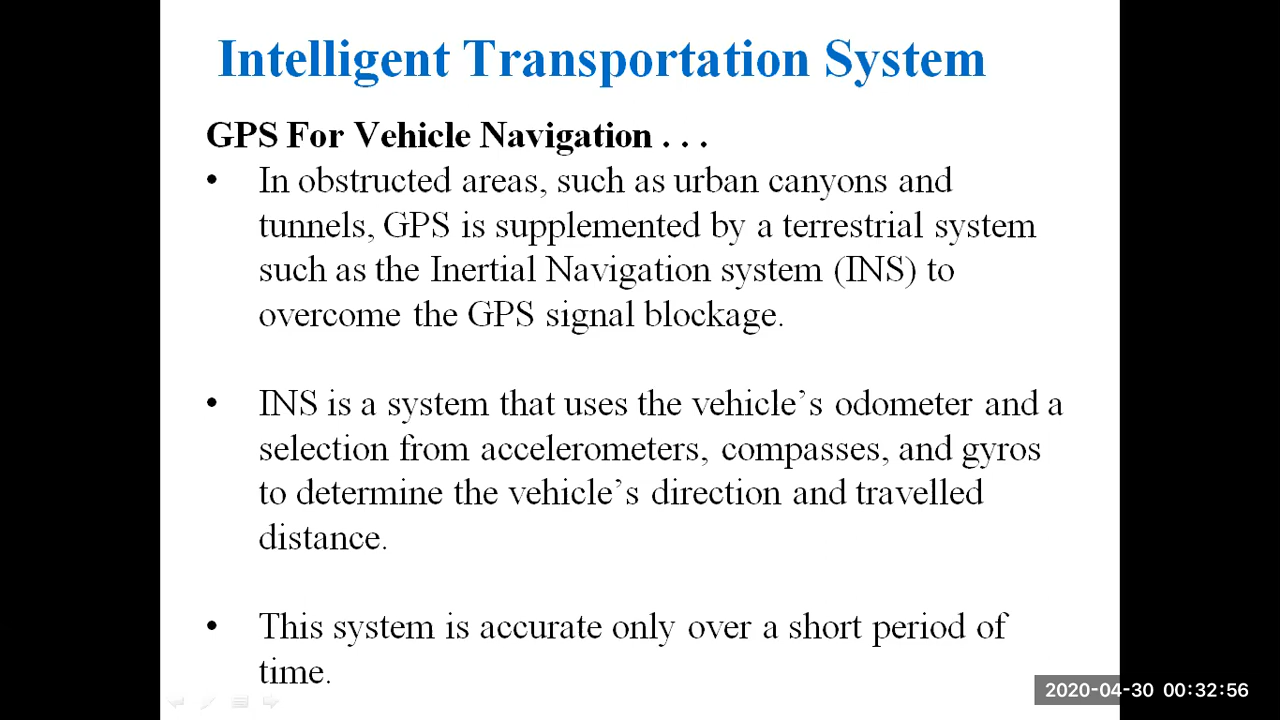 Intelligent Transportation System
GPS For Vehicle Navigation . . .
• In obstructed areas, such as urban canyons and
tunnels, GPS is supplemented by a terrestrial system
such as the Inertial Navigation system (INS) to
overcome the GPS signal blockage.
• INS is a system that uses the vehicle’s odometer and a
selection from accelerometers, compasses, and gyros
to determine the vehicle’s direction and travelled
distance.
• This system is accurate only over a short period of
time.
2020-04-30 00:32:56